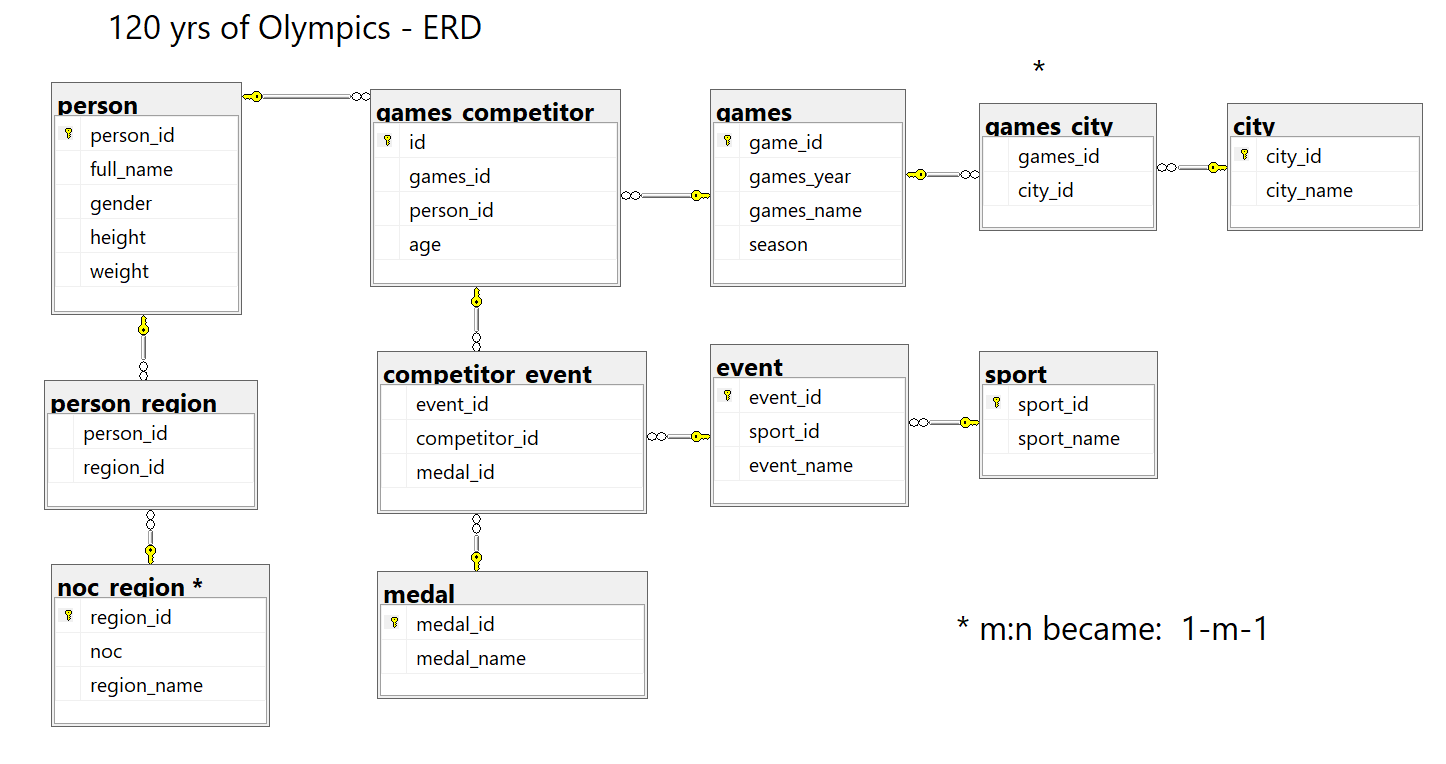 120 yrs of Olympics - ERD
*
person
person_id
full_name
gender
height
weight
games_competitor
id
games_id
person_id
age
games
game_id
games_year
games_name
season
games_city
games_id
city_id
city
city_id
city_name
person_region
person_id
region_id
competitor_event
event_id
competitor_id
medal_id
event
event_id
sport_id
event_name
sport
sport_id
sport_name
noc_region *
region_id
noc
region_name
medal
medal_id
medal_name
* m:n became:  1-m-1